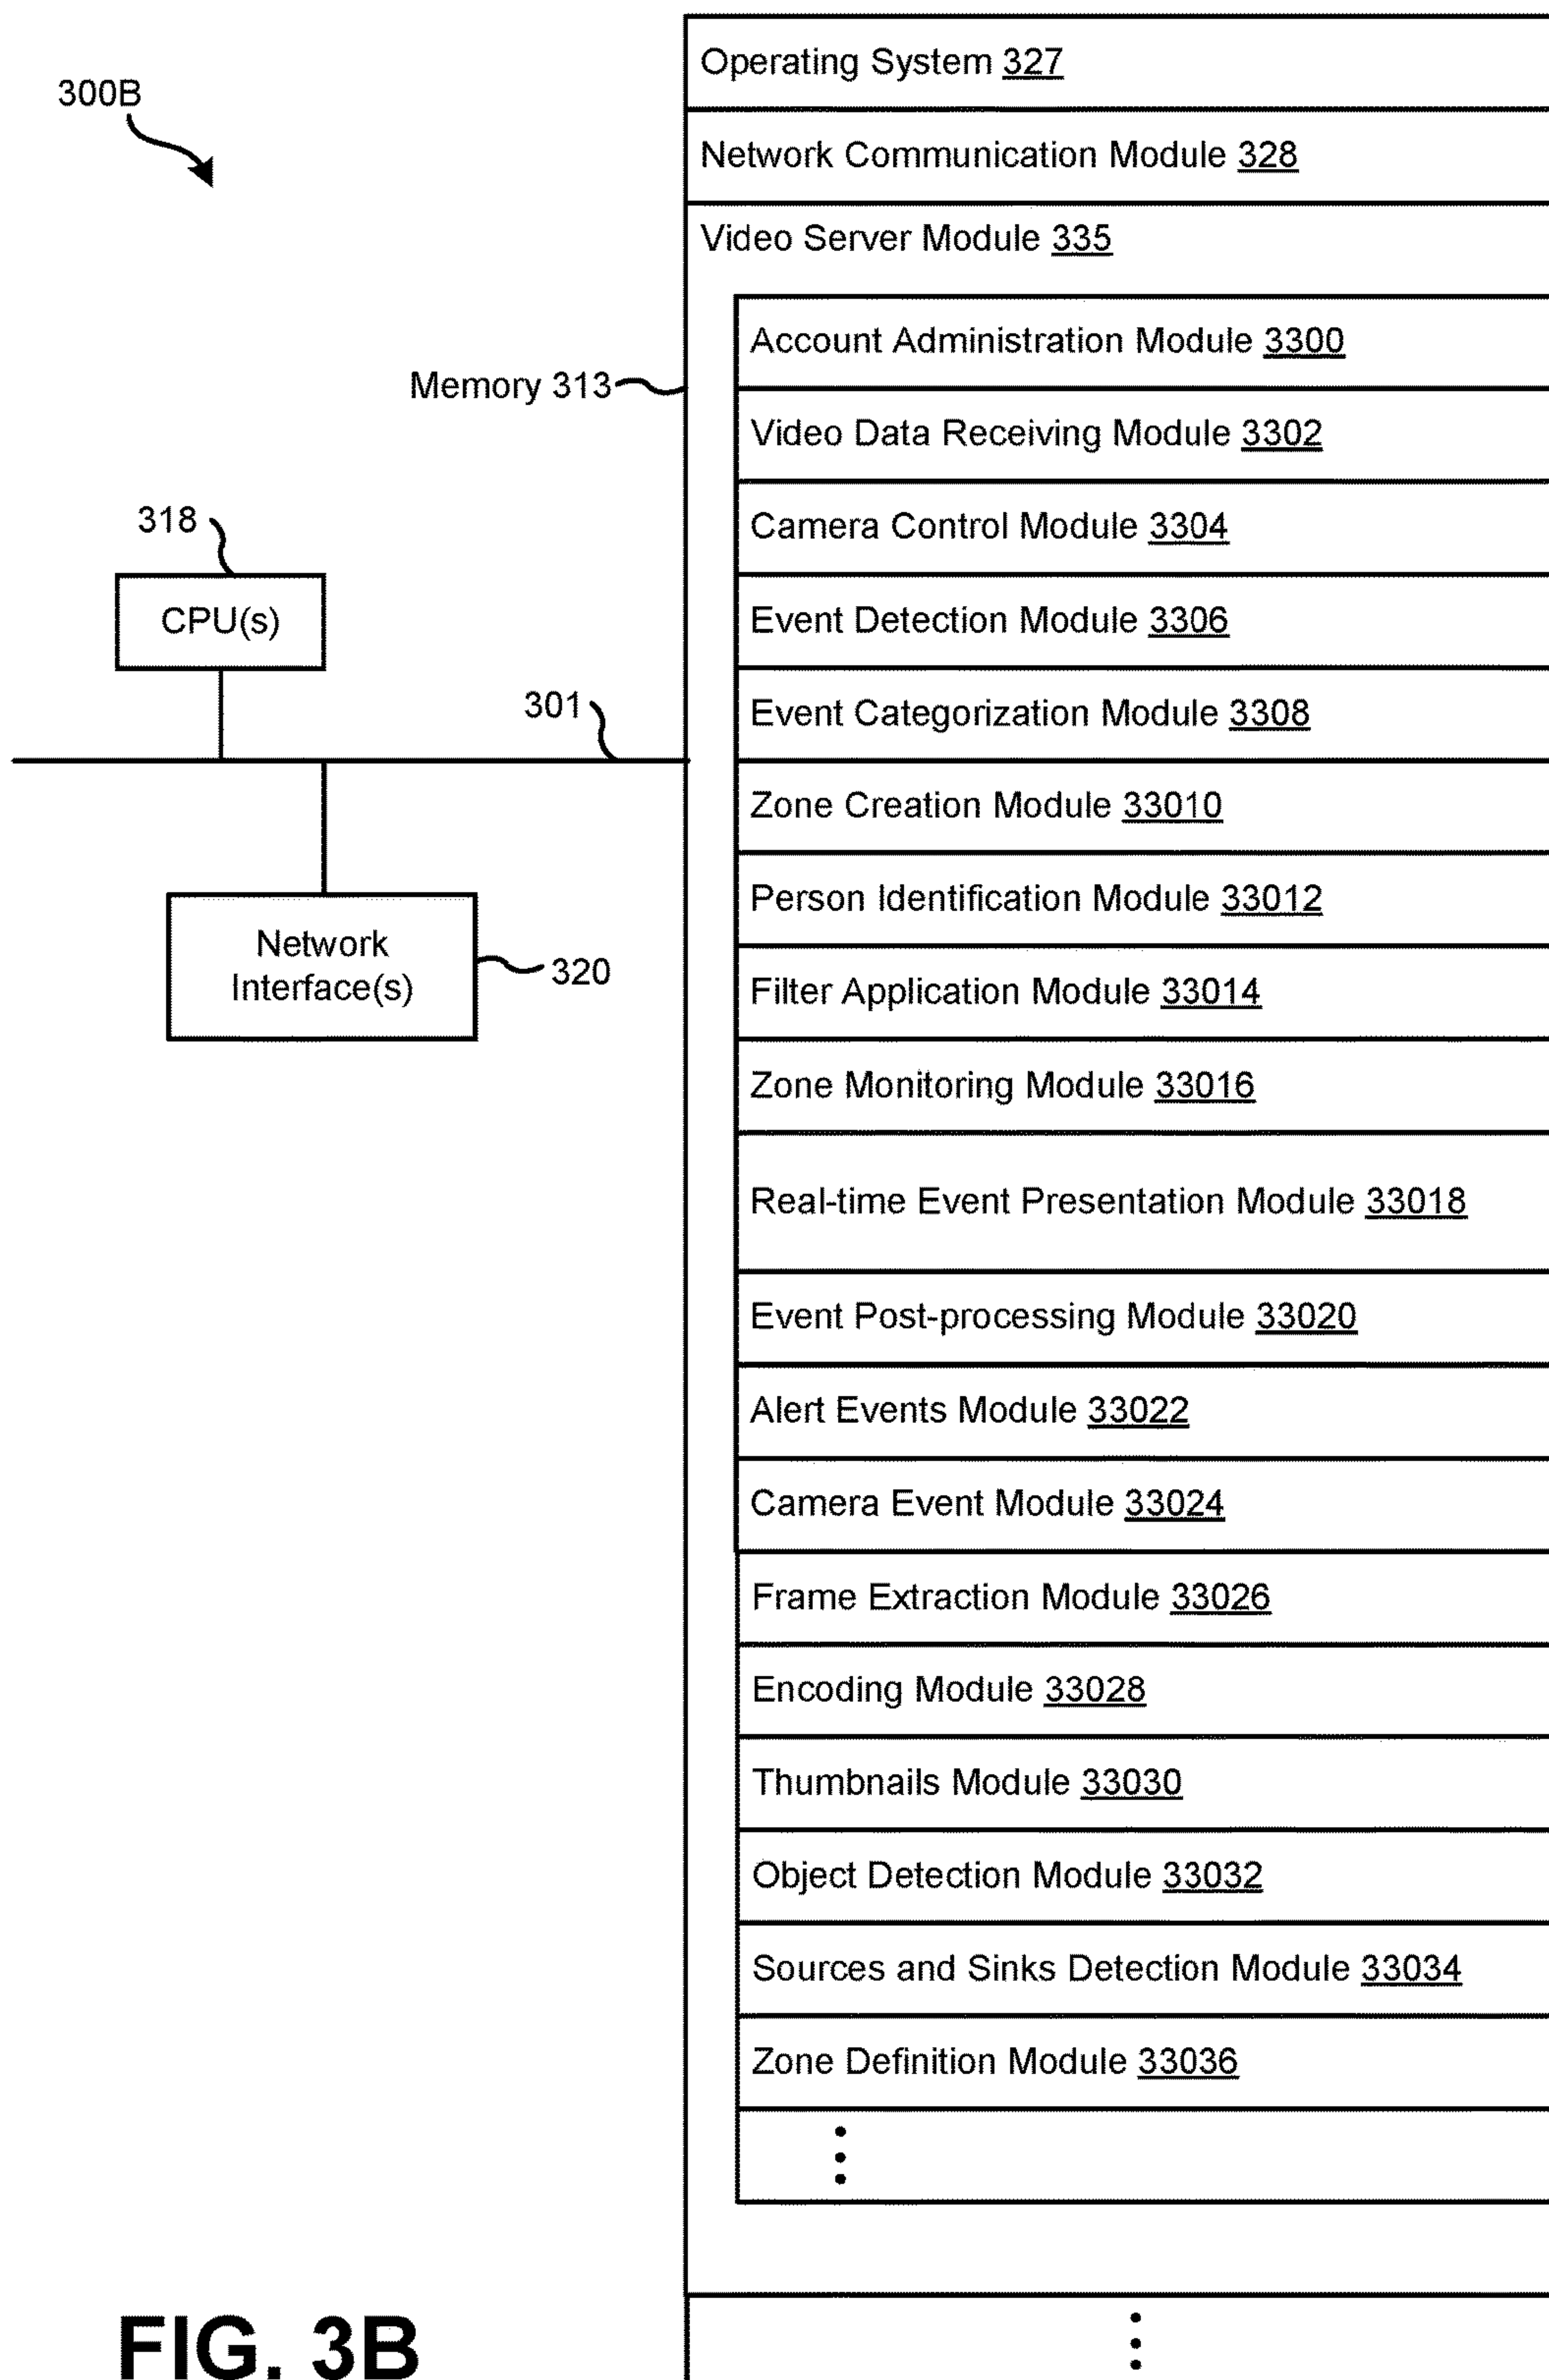 300B
Operating System 327
Network Communication Module 328
Video Server Module 335
Account Administration Module 3300
Memory 313
Video Data Receiving Module 3302
318
Camera Control Module 3304
CPU(s)
Event Detection Module 3306
301
Event Categorization Module 3308
Zone Creation Module 33010
Person Identification Module 33012
Network
Interface(s)
320
Filter Application Module 33014
Zone Monitoring Module 33016
Real-time Event Presentation Module 33018
Event Post-processing Module 33020
Alert Events Module 33022
Camera Event Module 33024
Frame Extraction Module 33026
Encoding Module 33028
Thumbnails Module 33030
Object Detection Module 33032
Sources and Sinks Detection Module 33034
Zone Definition Module 33036
FIG. 3B